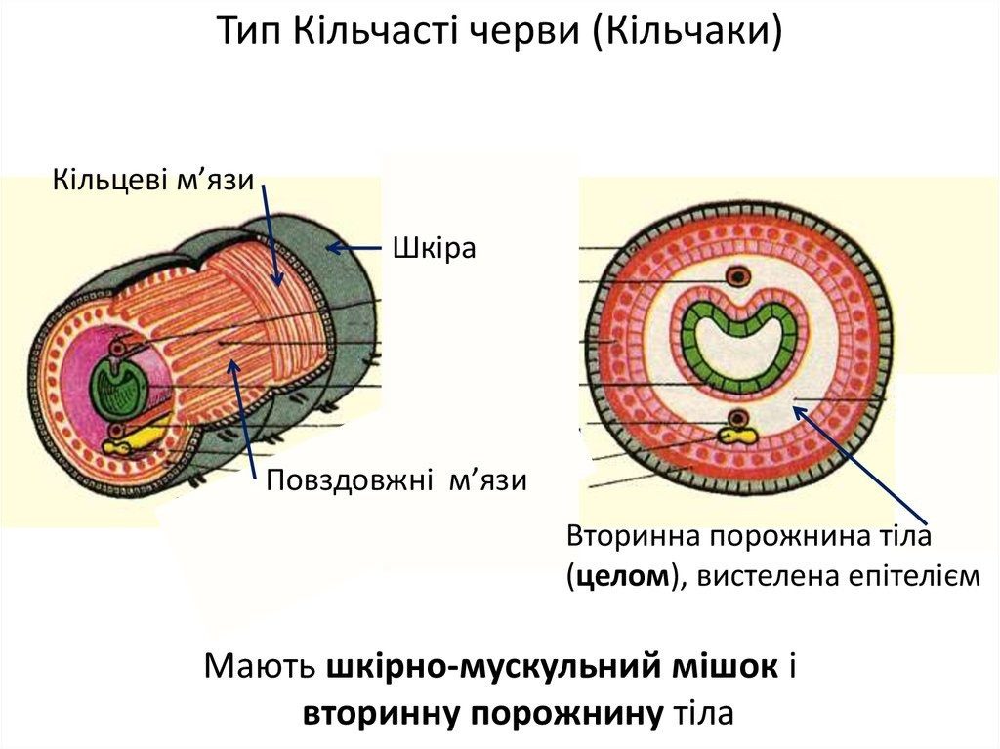 Тип Кільчасті черви (Кільчаки)
Кільцеві м’язи
Шкіра
Повздовжні м’язи
Вторинна порожнина тіла
(целом), вистелена епітелієм
Мають шкірно-мускульний мішок і
вторинну порожнину тіла